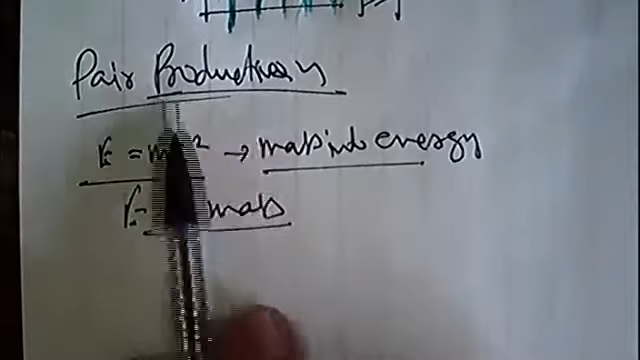 Pair Production
E = m 2 → mass into energy
E mass